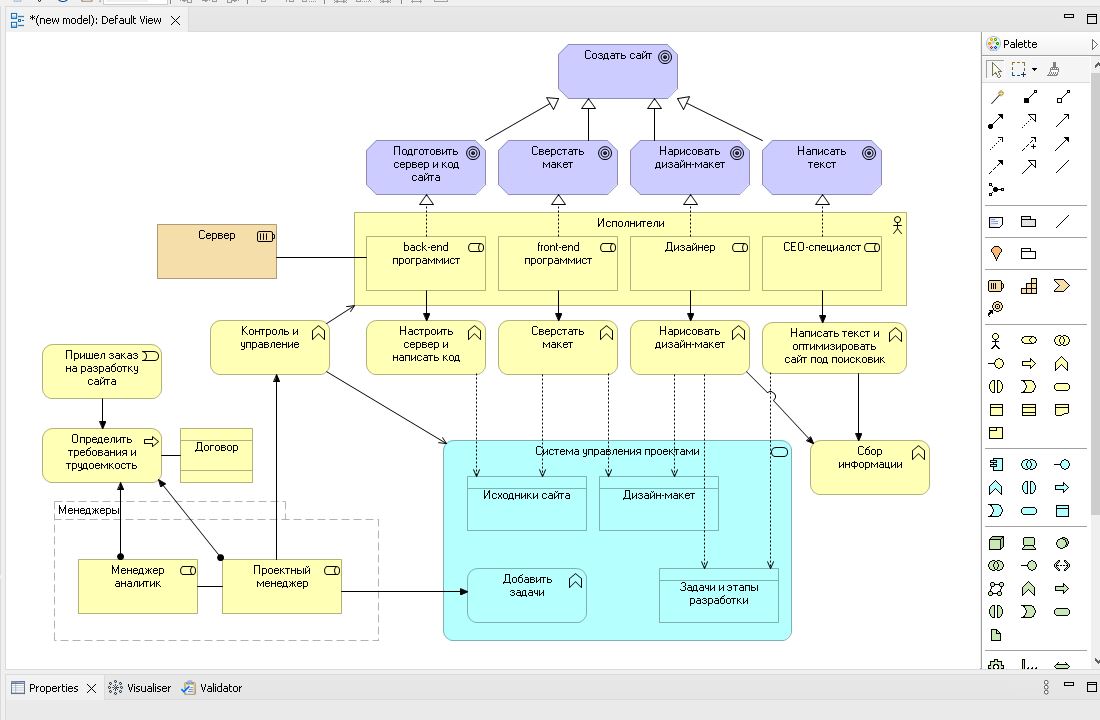 *(new model): Default View
Palette
Создать сайт
Подготовить
сервер и код
сайта
Сверстать
макет
Нарисовать
дизайн-макет
Написать
текст
Исполнители
Сервер
back-end
программист
front-end
программист
Дизайнер
СЕО-специалст
Контроль и
управление
Настроить
сервер и
написать код
Сверстать
макет
Нарисовать
дизайн-макет
Написать текст и
оптимизировать
сайт под поисковик
Пришел заказ
на разработку
сайта
Определить
требования и
трудоемкость
Договор
Система управления проектами
Сбор
информации
Исходники сайта
Дизайн-макет
Менеджеры
Менеджер
аналитик
Проектный
менеджер
Добавить
задачи
Задачи и этапы
разработки
Properties
Visualiser
Validator